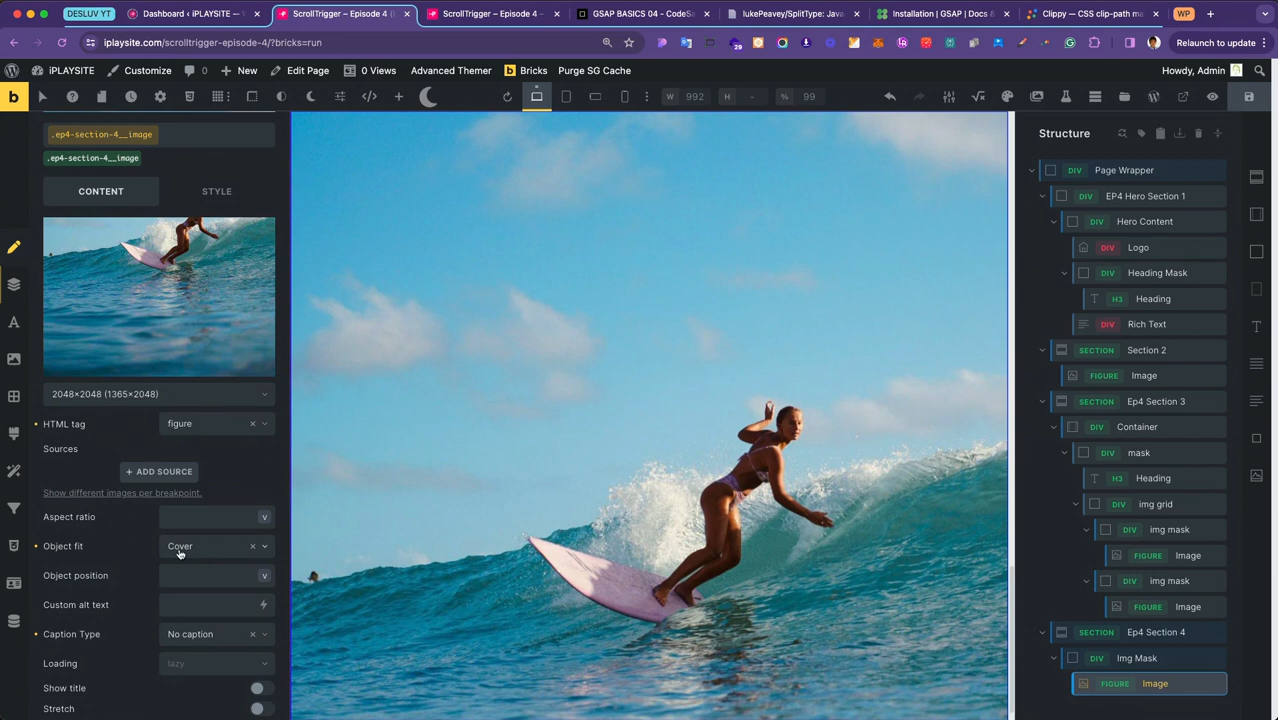 DESLUV YT
Dashboard ‹ iPLAYSITE — W
ScrollTrigger – Episode 4 (
ScrollTrigger – Episode 4 –
GSAP BASICS 04 - CodeSa
lukePeavey/SplitType: Java
Installation | GSAP | Docs &
Clippy — CSS clip-path ma
WP
iplaysite.com/scrolltrigger-episode-4/?bricks=run
29
Relaunch to update
iPLAYSITE
Customize
0
New
Edit Page
0 Views
Advanced Themer
Bricks
Purge SG Cache
Howdy, Admin
b
W 992
H -
% 99
.ep4-section-4__image
.ep4-section-4__image
CONTENT
STYLE
2048×2048 (1365×2048)
HTML tag
figure
Sources
+ ADD SOURCE
Show different images per breakpoint.
Aspect ratio
v
Object fit
Cover
Object position
v
Custom alt text
Caption Type
No caption
Loading
lazy
Show title
Stretch
Structure
DIV Page Wrapper
DIV EP4 Hero Section 1
DIV Hero Content
DIV Logo
DIV Heading Mask
H3 Heading
DIV Rich Text
SECTION Section 2
FIGURE Image
SECTION Ep4 Section 3
DIV Container
DIV mask
H3 Heading
DIV img grid
DIV img mask
FIGURE Image
DIV img mask
FIGURE Image
SECTION Ep4 Section 4
DIV Img Mask
FIGURE Image